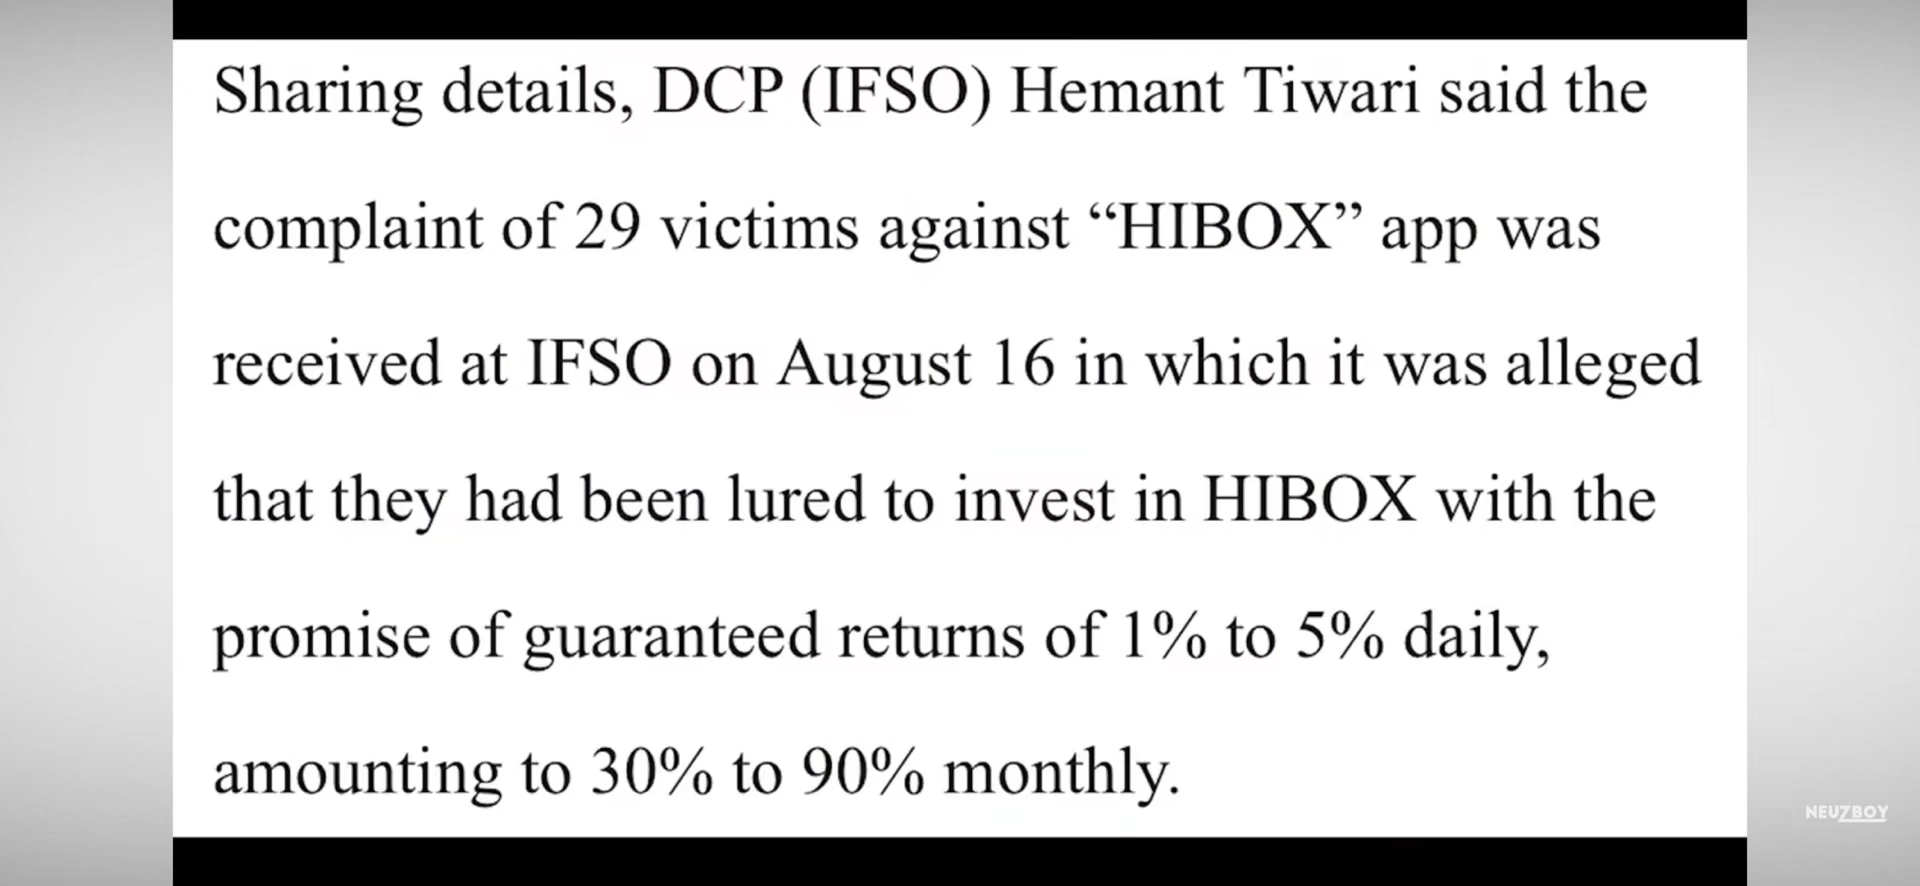 Sharing details, DCP (IFSO) Hemant Tiwari said the
complaint of 29 victims against “HIBOX” app was
received at IFSO on August 16 in which it was alleged
that they had been lured to invest in HIBOX with the
promise of guaranteed returns of 1% to 5% daily,
amounting to 30% to 90% monthly.
NEUZBOY